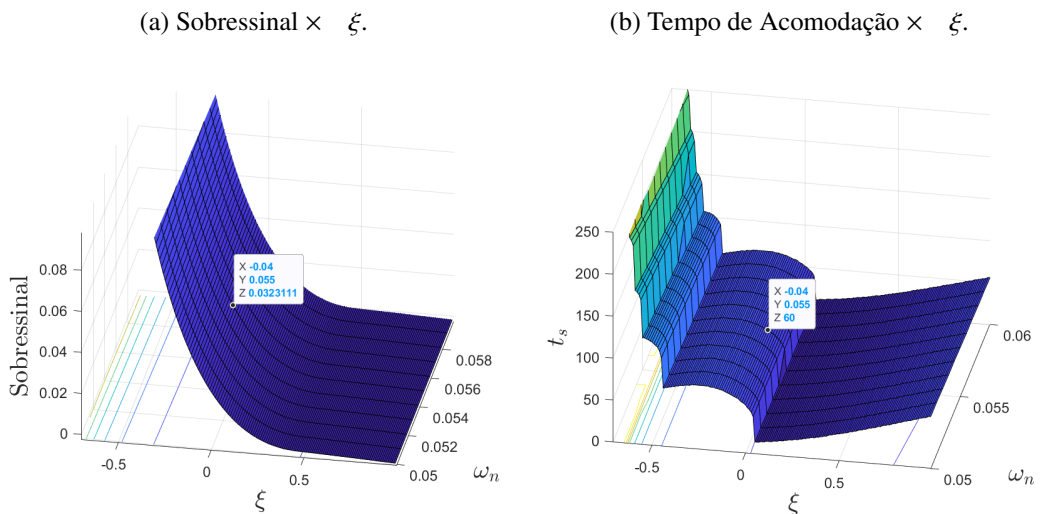 (a) Sobressinal × ξ.
(b) Tempo de Acomodação × ξ.
X -0.04
Y 0.055
Z 0.0323111
Sobressinal
0.08
0.06
0.04
0.02
0
-0.5
0
0.5
ξ
0.058
0.056
0.054
0.052
0.05
ω_n
X -0.04
Y 0.055
Z 60
t_s
250
200
150
100
50
0
-0.5
0
0.5
ξ
0.06
0.055
0.05
ω_n